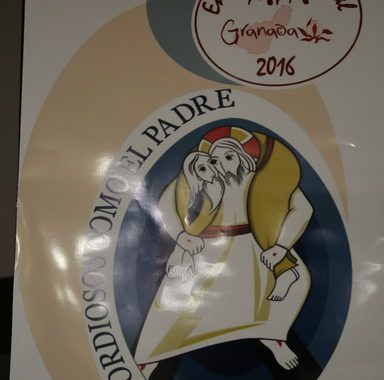 Granada
2016
ORDIOSOS COMO EL PADRE